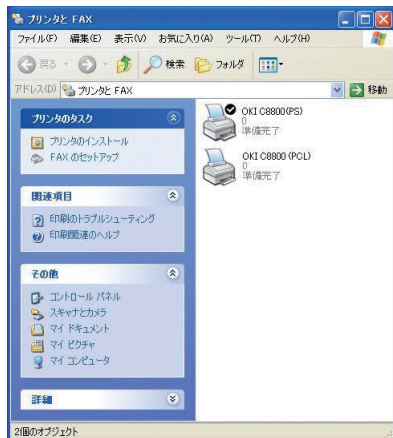 プリンタと FAX
ファイル(F) 編集(E) 表示(V) お気に入り(A) ツール(T) ヘルプ(H)
戻る 検索 フォルダ
アドレス(D) プリンタと FAX 移動
プリンタのタスク
プリンタのインストール
FAX のセットアップ
関連項目
印刷のトラブルシューティング
印刷関連のヘルプ
その他
コントロール パネル
スキャナとカメラ
マイ ドキュメント
マイ ピクチャ
マイ コンピュータ
詳細
OKI C8800(PS)
0
準備完了
OKI C8800 (PCL)
0
準備完了
2個のオブジェクト